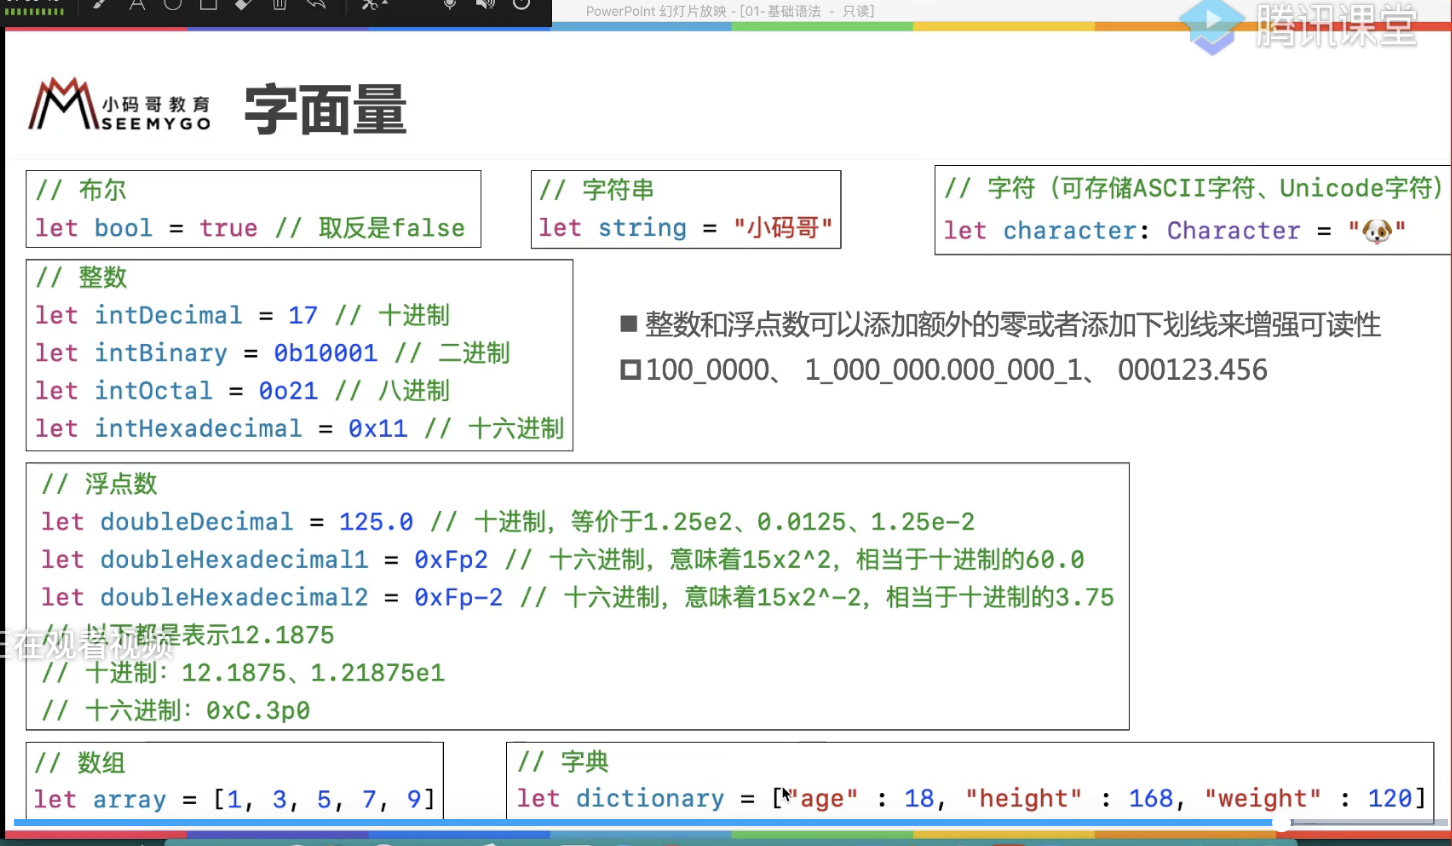 PowerPoint 幻灯片放映 - [01-基础语法 - 只读]
腾讯课堂
小码哥教育
SEEMYGO
字面量
// 布尔
let bool = true // 取反是false
// 字符串
let string = "小码哥"
// 字符（可存储ASCII字符、Unicode字符）
let character: Character = "🐶"
// 整数
let intDecimal = 17 // 十进制
let intBinary = 0b10001 // 二进制
let intOctal = 0o21 // 八进制
let intHexadecimal = 0x11 // 十六进制
■ 整数和浮点数可以添加额外的零或者添加下划线来增强可读性
100_0000、 1_000_000.000_000_1、 000123.456
// 浮点数
let doubleDecimal = 125.0 // 十进制，等价于1.25e2、0.0125、1.25e-2
let doubleHexadecimal1 = 0xFp2 // 十六进制，意味着15x2^2，相当于十进制的60.0
let doubleHexadecimal2 = 0xFp-2 // 十六进制，意味着15x2^-2，相当于十进制的3.75
// 以下都是表示12.1875
正在观看视频
// 十进制：12.1875、1.21875e1
// 十六进制：0xC.3p0
// 数组
let array = [1, 3, 5, 7, 9]
// 字典
let dictionary = ["age" : 18, "height" : 168, "weight" : 120]